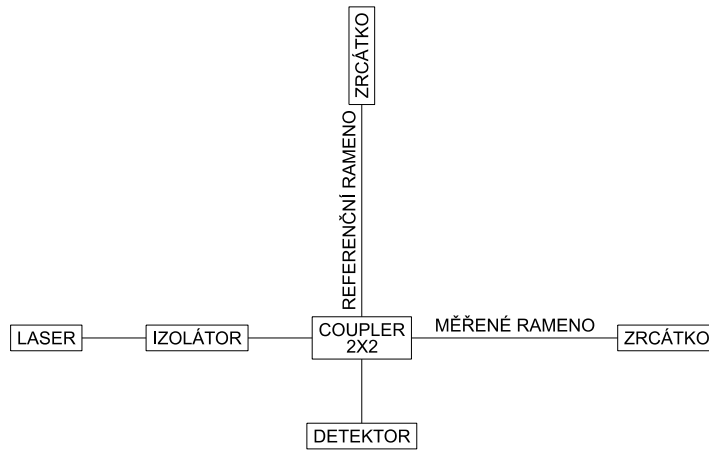 ZRCÁTKO
REFERENČNÍ RAMENO
LASER
IZOLÁTOR
COUPLER
2X2
MĚŘENÉ RAMENO
ZRCÁTKO
DETEKTOR